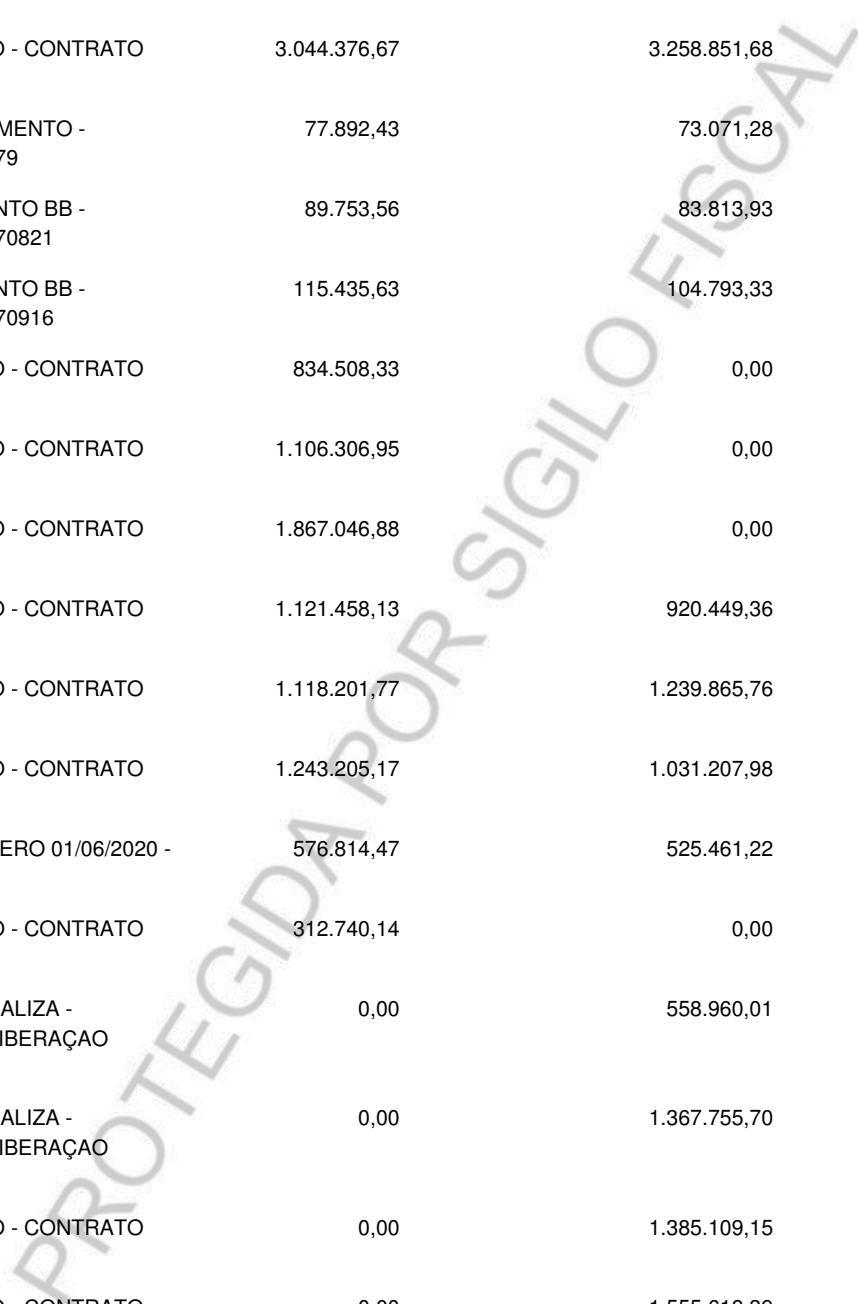 O - CONTRATO 3.044.376,67 3.258.851,68
MENTO - 77.892,43 73.071,28
79
NTO BB - 89.753,56 83.813,93
70821
NTO BB - 115.435,63 104.793,33
70916
O - CONTRATO 834.508,33 0,00
O - CONTRATO 1.106.306,95 0,00
O - CONTRATO 1.867.046,88 0,00
O - CONTRATO 1.121.458,13 920.449,36
O - CONTRATO 1.118.201,77 1.239.865,76
O - CONTRATO 1.243.205,17 1.031.207,98
ERO 01/06/2020 - 576.814,47 525.461,22
O - CONTRATO 312.740,14 0,00
ALIZA - 0,00 558.960,01
IBERAÇAO
ALIZA - 0,00 1.367.755,70
IBERAÇAO
O - CONTRATO 0,00 1.385.109,15
O - CONTRATO 0,00
PROTEGIDA POR SIGILO FISCAL